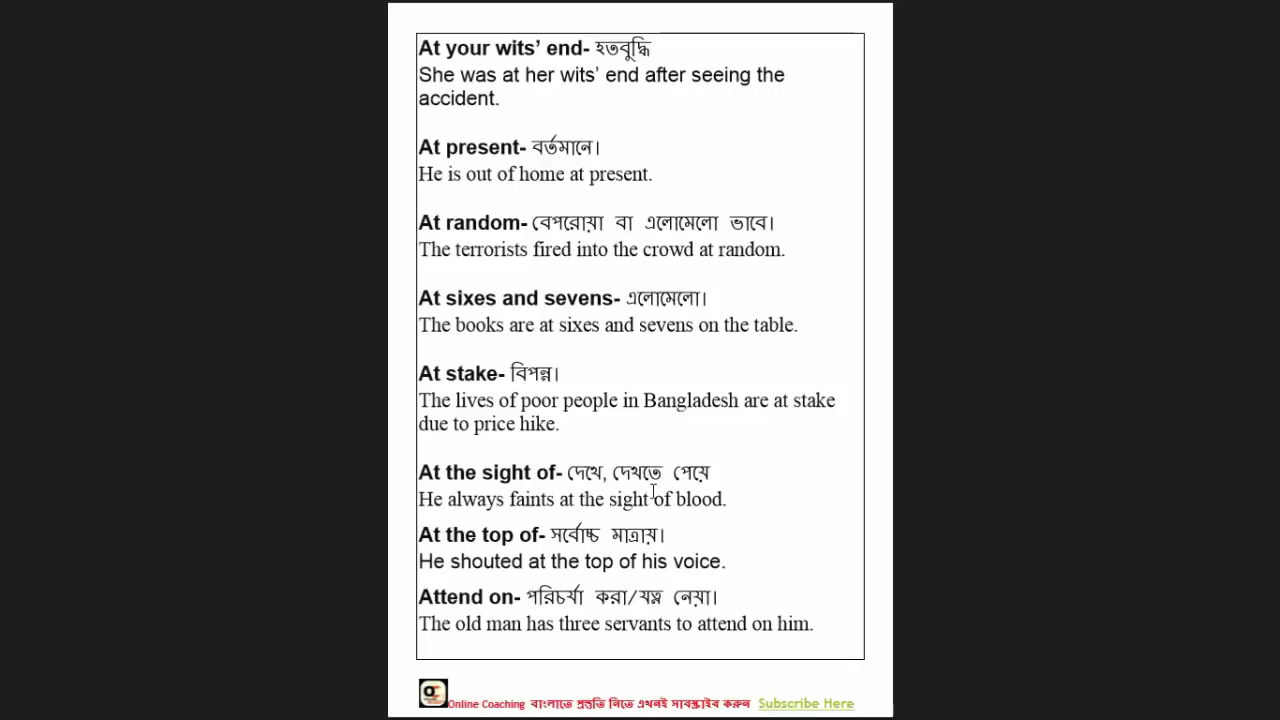 At your wits’ end- হতবুদ্ধি
She was at her wits’ end after seeing the
accident.
At present- বর্তমানে।
He is out of home at present.
At random- বেপরোয়া বা এলোমেলো ভাবে।
The terrorists fired into the crowd at random.
At sixes and sevens- এলোমেলো।
The books are at sixes and sevens on the table.
At stake- বিপন্ন।
The lives of poor people in Bangladesh are at stake
due to price hike.
At the sight of- দেখে, দেখতে পেয়ে
He always faints at the sight of blood.
At the top of- সর্বোচ্চ মাত্রায়।
He shouted at the top of his voice.
Attend on- পরিচর্যা করা/যত্ন নেয়া।
The old man has three servants to attend on him.
Online Coaching বাংলাতে প্রস্তুতি নিতে এখনই সাবস্ক্রাইব করুন Subscribe Here